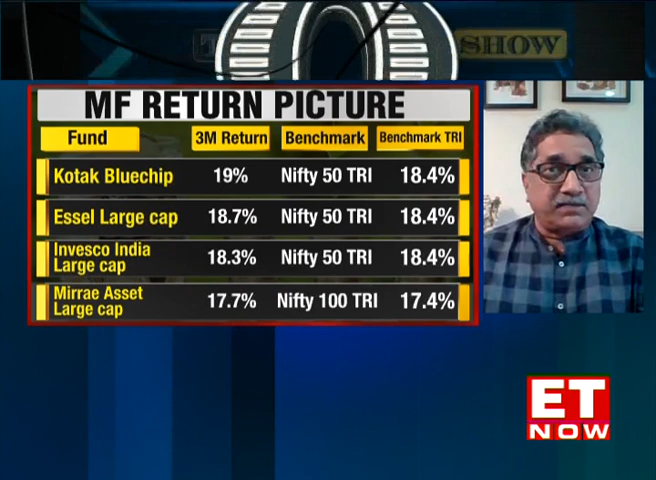 SHOW
MF RETURN PICTURE
Fund 3M Return Benchmark Benchmark TRI
Kotak Bluechip 19% Nifty 50 TRI 18.4%
Essel Large cap 18.7% Nifty 50 TRI 18.4%
Invesco India
Large cap 18.3% Nifty 50 TRI 18.4%
Mirrae Asset
Large cap 17.7% Nifty 100 TRI 17.4%
ET
NOW